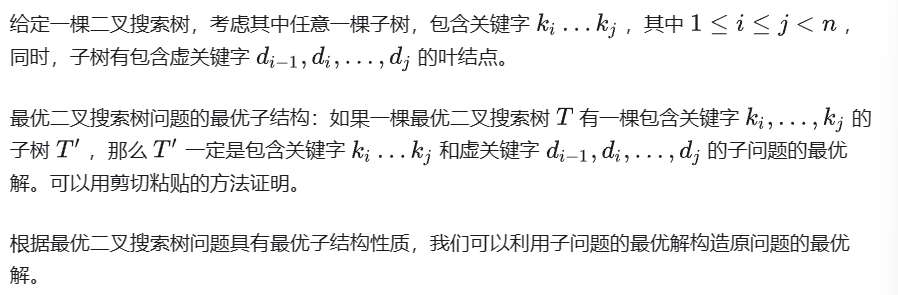 给定一棵二叉搜索树，考虑其中任意一棵子树，包含关键字 k_i … k_j ，其中 1 ≤ i ≤ j < n ，
同时，子树有包含虚关键字 d_{i−1}, d_i, …, d_j 的叶结点。
最优二叉搜索树问题的最优子结构：如果一棵最优二叉搜索树 T 有一棵包含关键字 k_i, …, k_j 的
子树 T′ ，那么 T′ 一定是包含关键字 k_i … k_j 和虚关键字 d_{i−1}, d_i, …, d_j 的子问题的最优
解。可以用剪切粘贴的方法证明。
根据最优二叉搜索树问题具有最优子结构性质，我们可以利用子问题的最优解构造原问题的最优
解。